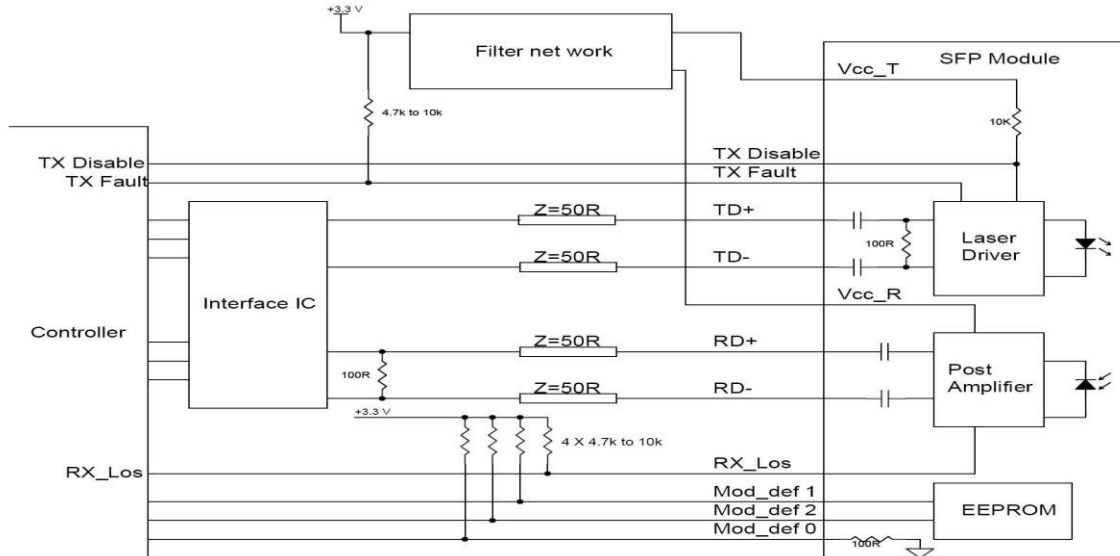 +3.3 V
Filter net work
SFP Module
Vcc_T
4.7k to 10k
10K
TX Disable
TX Disable
TX Fault
TX Fault
Z=50R
TD+
100R
Laser
Driver
Z=50R
TD-
Interface IC
Vcc_R
Controller
Z=50R
RD+
100R
Post
Amplifier
Z=50R
RD-
+3.3 V
4 X 4.7k to 10k
RX_Los
RX_Los
Mod_def 1
EEPROM
Mod_def 2
Mod_def 0
100R